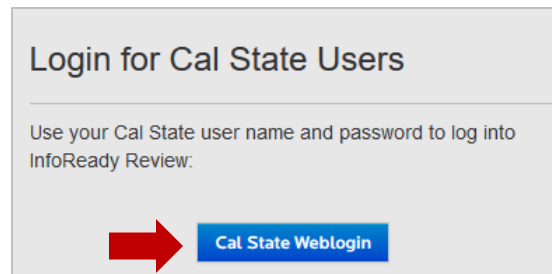 Login for Cal State Users
Use your Cal State user name and password to log into
InfoReady Review:
Cal State Weblogin